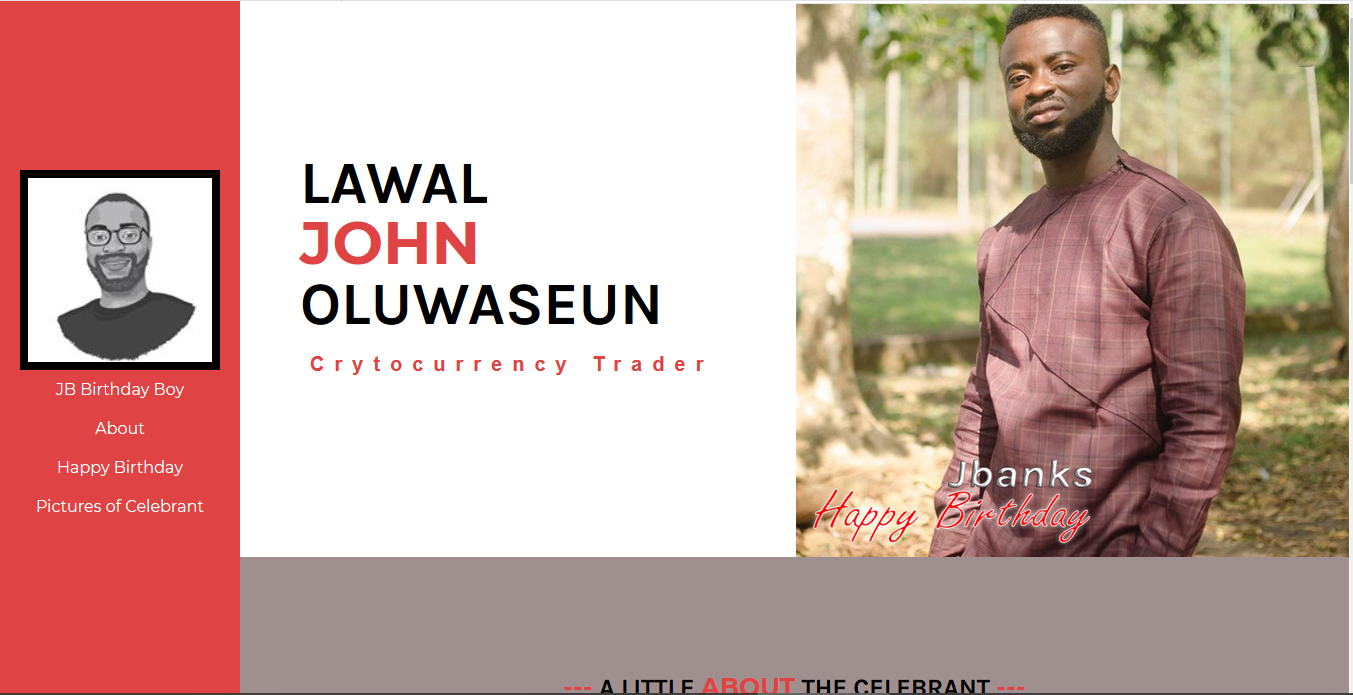 JB Birthday Boy
About
Happy Birthday
Pictures of Celebrant
LAWAL
JOHN
OLUWASEUN
Crytocurrency Trader
Jbanks
Happy Birthday
--- A LITTLE ABOUT THE CELEBRANT ---